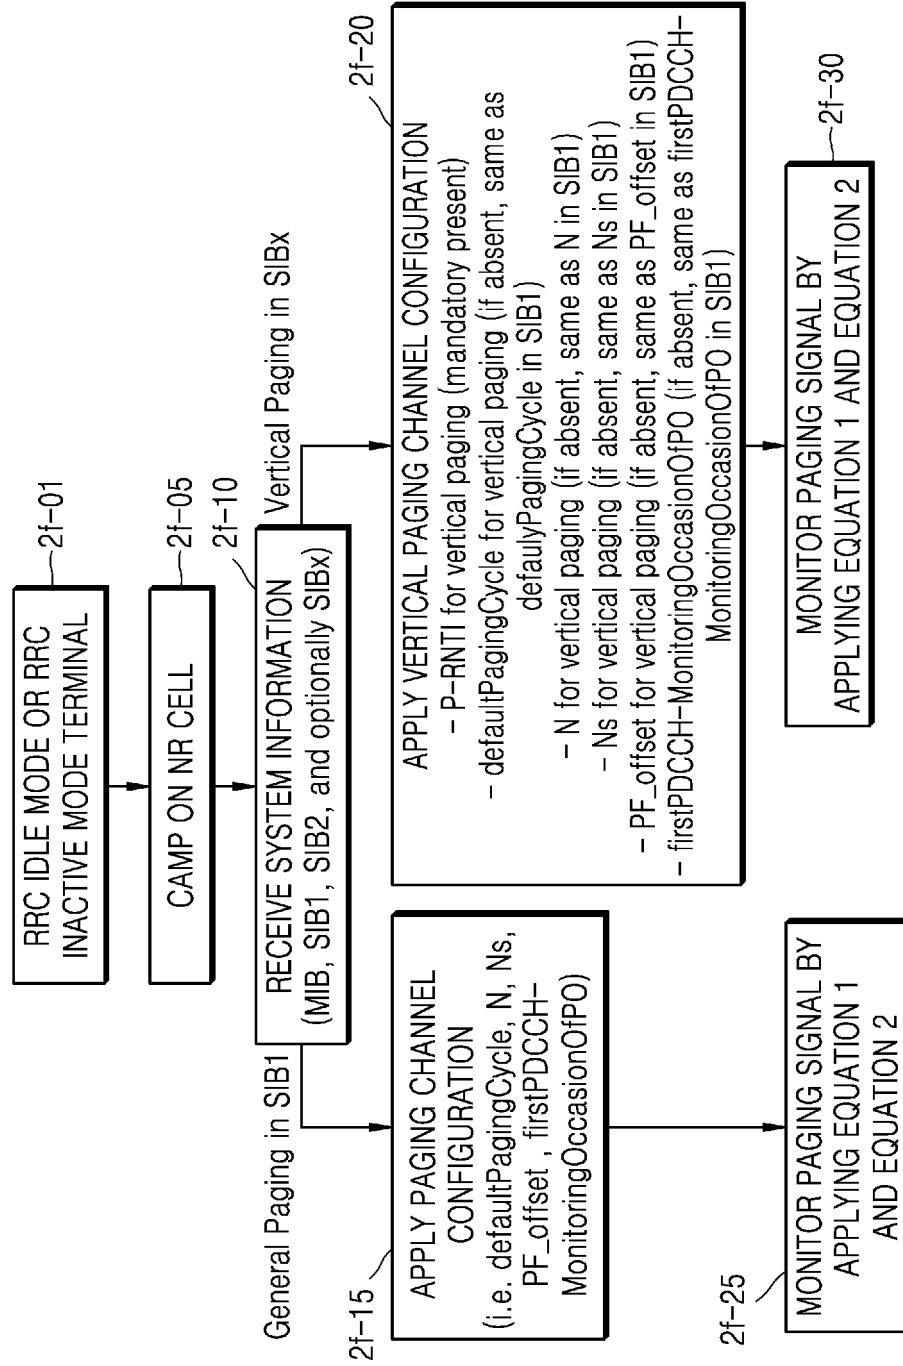 RRC IDLE MODE OR RRC
INACTIVE MODE TERMINAL
2f-01
CAMP ON NR CELL
2f-05
RECEIVE SYSTEM INFORMATION
(MIB, SIB1, SIB2, and optionally SIBx)
2f-10
General Paging in SIB1
Vertical Paging in SIBx
2f-15
APPLY PAGING CHANNEL
CONFIGURATION
(i.e. defaultPagingCycle, N, Ns,
PF_offset , firstPDCCH-
MonitoringOccasionOfPO)
2f-20
APPLY VERTICAL PAGING CHANNEL CONFIGURATION
- P-RNTI for vertical paging (mandatory present)
- defaultPagingCycle for vertical paging (if absent, same as
defaulyPagingCycle in SIB1)
- N for vertical paging (if absent, same as N in SIB1)
- Ns for vertical paging (if absent, same as Ns in SIB1)
- PF_offset for vertical paging (if absent, same as PF_offset in SIB1)
- firstPDCCH-MonitoringOccasionOfPO (if absent, same as firstPDCCH-
MonitoringOccasionOfPO in SIB1)
2f-25
MONITOR PAGING SIGNAL BY
APPLYING EQUATION 1
AND EQUATION 2
2f-30
MONITOR PAGING SIGNAL BY
APPLYING EQUATION 1 AND EQUATION 2